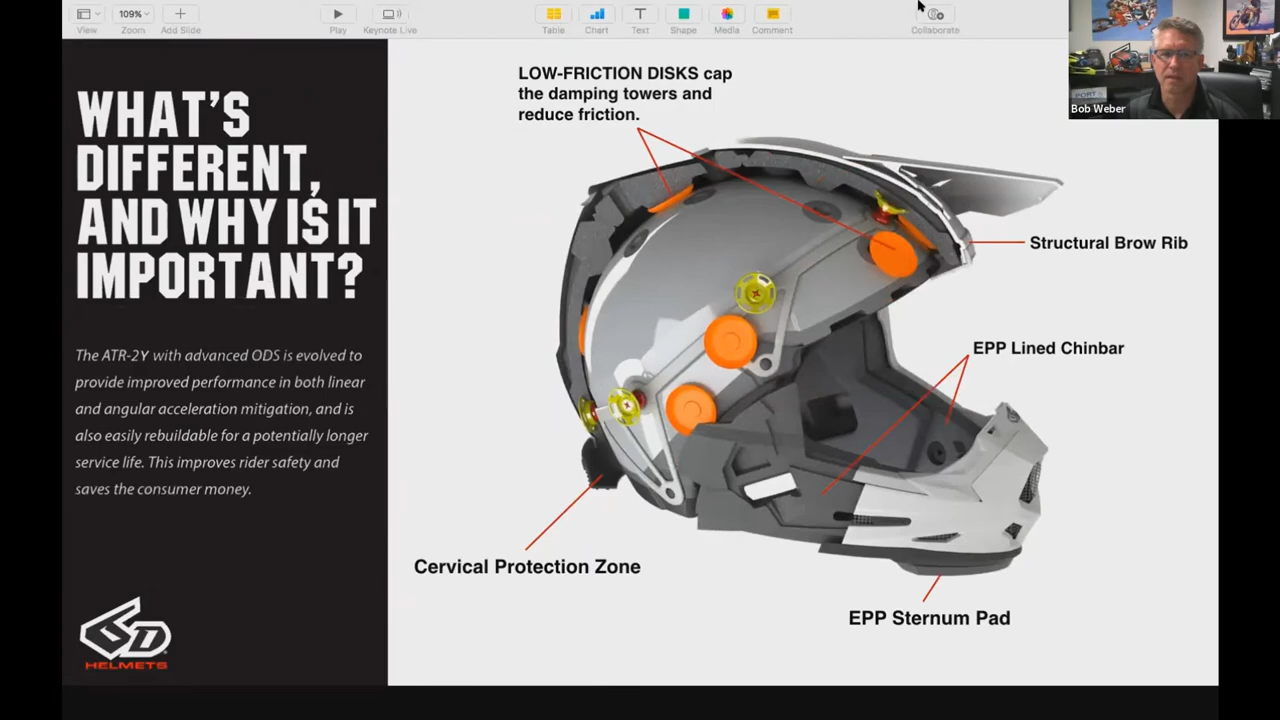 109%
View
Zoom
Add Slide
Play
Keynote Live
Table
Chart
Text
Shape
Media
Comment
Collaborate
Bob Weber
WHAT'S
DIFFERENT,
AND WHY IS IT
IMPORTANT?
The ATR-2Y with advanced ODS is evolved to
provide improved performance in both linear
and angular acceleration mitigation, and is
also easily rebuildable for a potentially longer
service life. This improves rider safety and
saves the consumer money.
6D
HELMETS
LOW-FRICTION DISKS cap
the damping towers and
reduce friction.
Structural Brow Rib
EPP Lined Chinbar
Cervical Protection Zone
EPP Sternum Pad